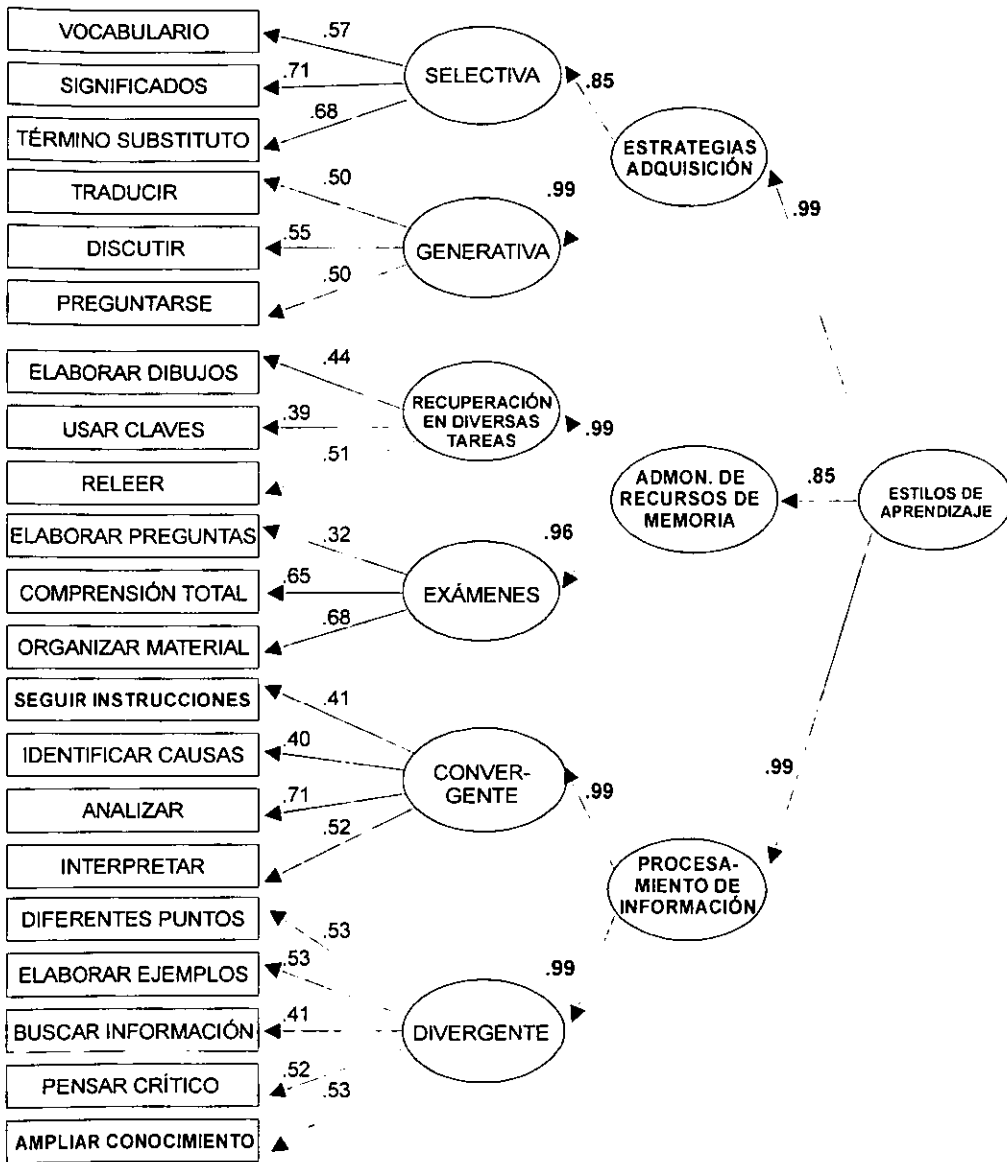 VOCABULARIO
SIGNIFICADOS
TÉRMINO SUBSTITUTO
TRADUCIR
DISCUTIR
PREGUNTARSE
ELABORAR DIBUJOS
USAR CLAVES
RELEER
ELABORAR PREGUNTAS
COMPRENSIÓN TOTAL
ORGANIZAR MATERIAL
SEGUIR INSTRUCCIONES
IDENTIFICAR CAUSAS
ANALIZAR
INTERPRETAR
DIFERENTES PUNTOS
ELABORAR EJEMPLOS
BUSCAR INFORMACIÓN
PENSAR CRÍTICO
AMPLIAR CONOCIMIENTO
.57
.71
.68
.50
.55
.50
.44
.39
.51
.32
.65
.68
.41
.40
.71
.52
.53
.53
.41
.52
.53
SELECTIVA
GENERATIVA
RECUPERACIÓN
EN DIVERSAS
TAREAS
EXÁMENES
CONVER-
GENTE
DIVERGENTE
.85
.99
.99
.96
.99
.99
ESTRATEGIAS
ADQUISICIÓN
ADMON. DE
RECURSOS DE
MEMORIA
PROCESA-
MIENTO DE
INFORMACIÓN
.99
.85
.99
ESTILOS DE
APRENDIZAJE